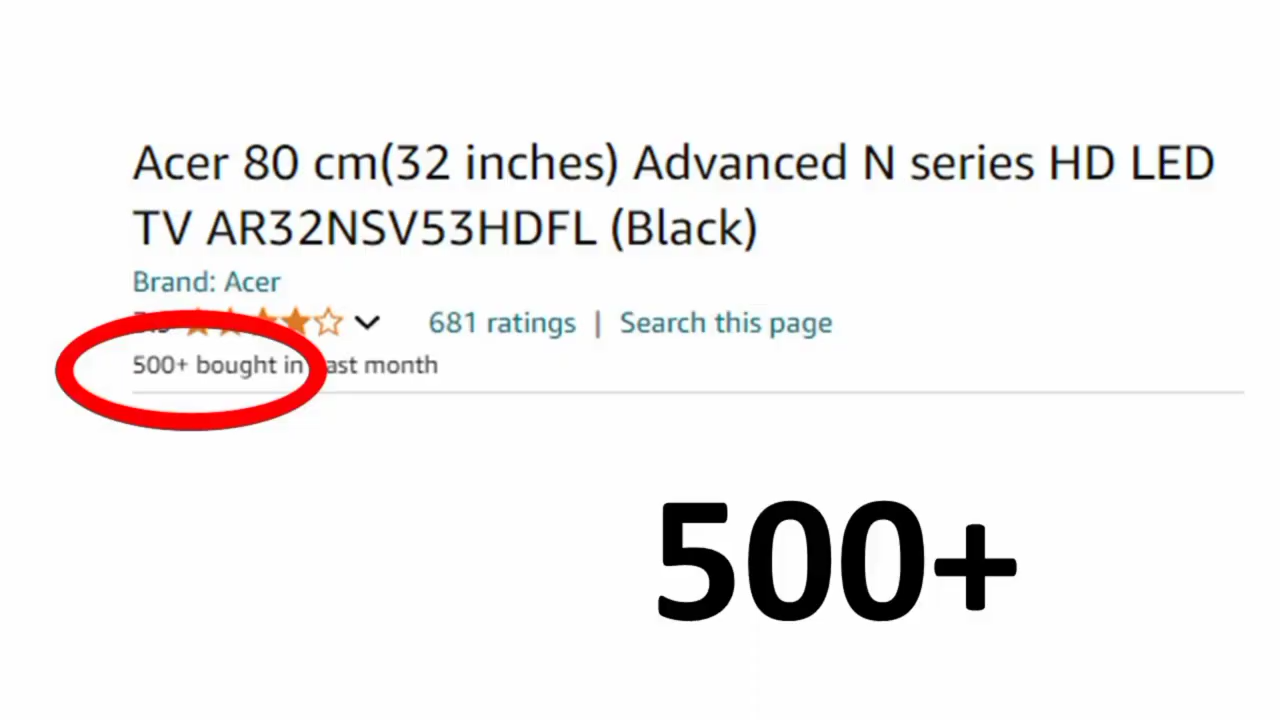 Acer 80 cm(32 inches) Advanced N series HD LED
TV AR32NSV53HDFL (Black)
Brand: Acer
681 ratings | Search this page
500+ bought in past month
500+